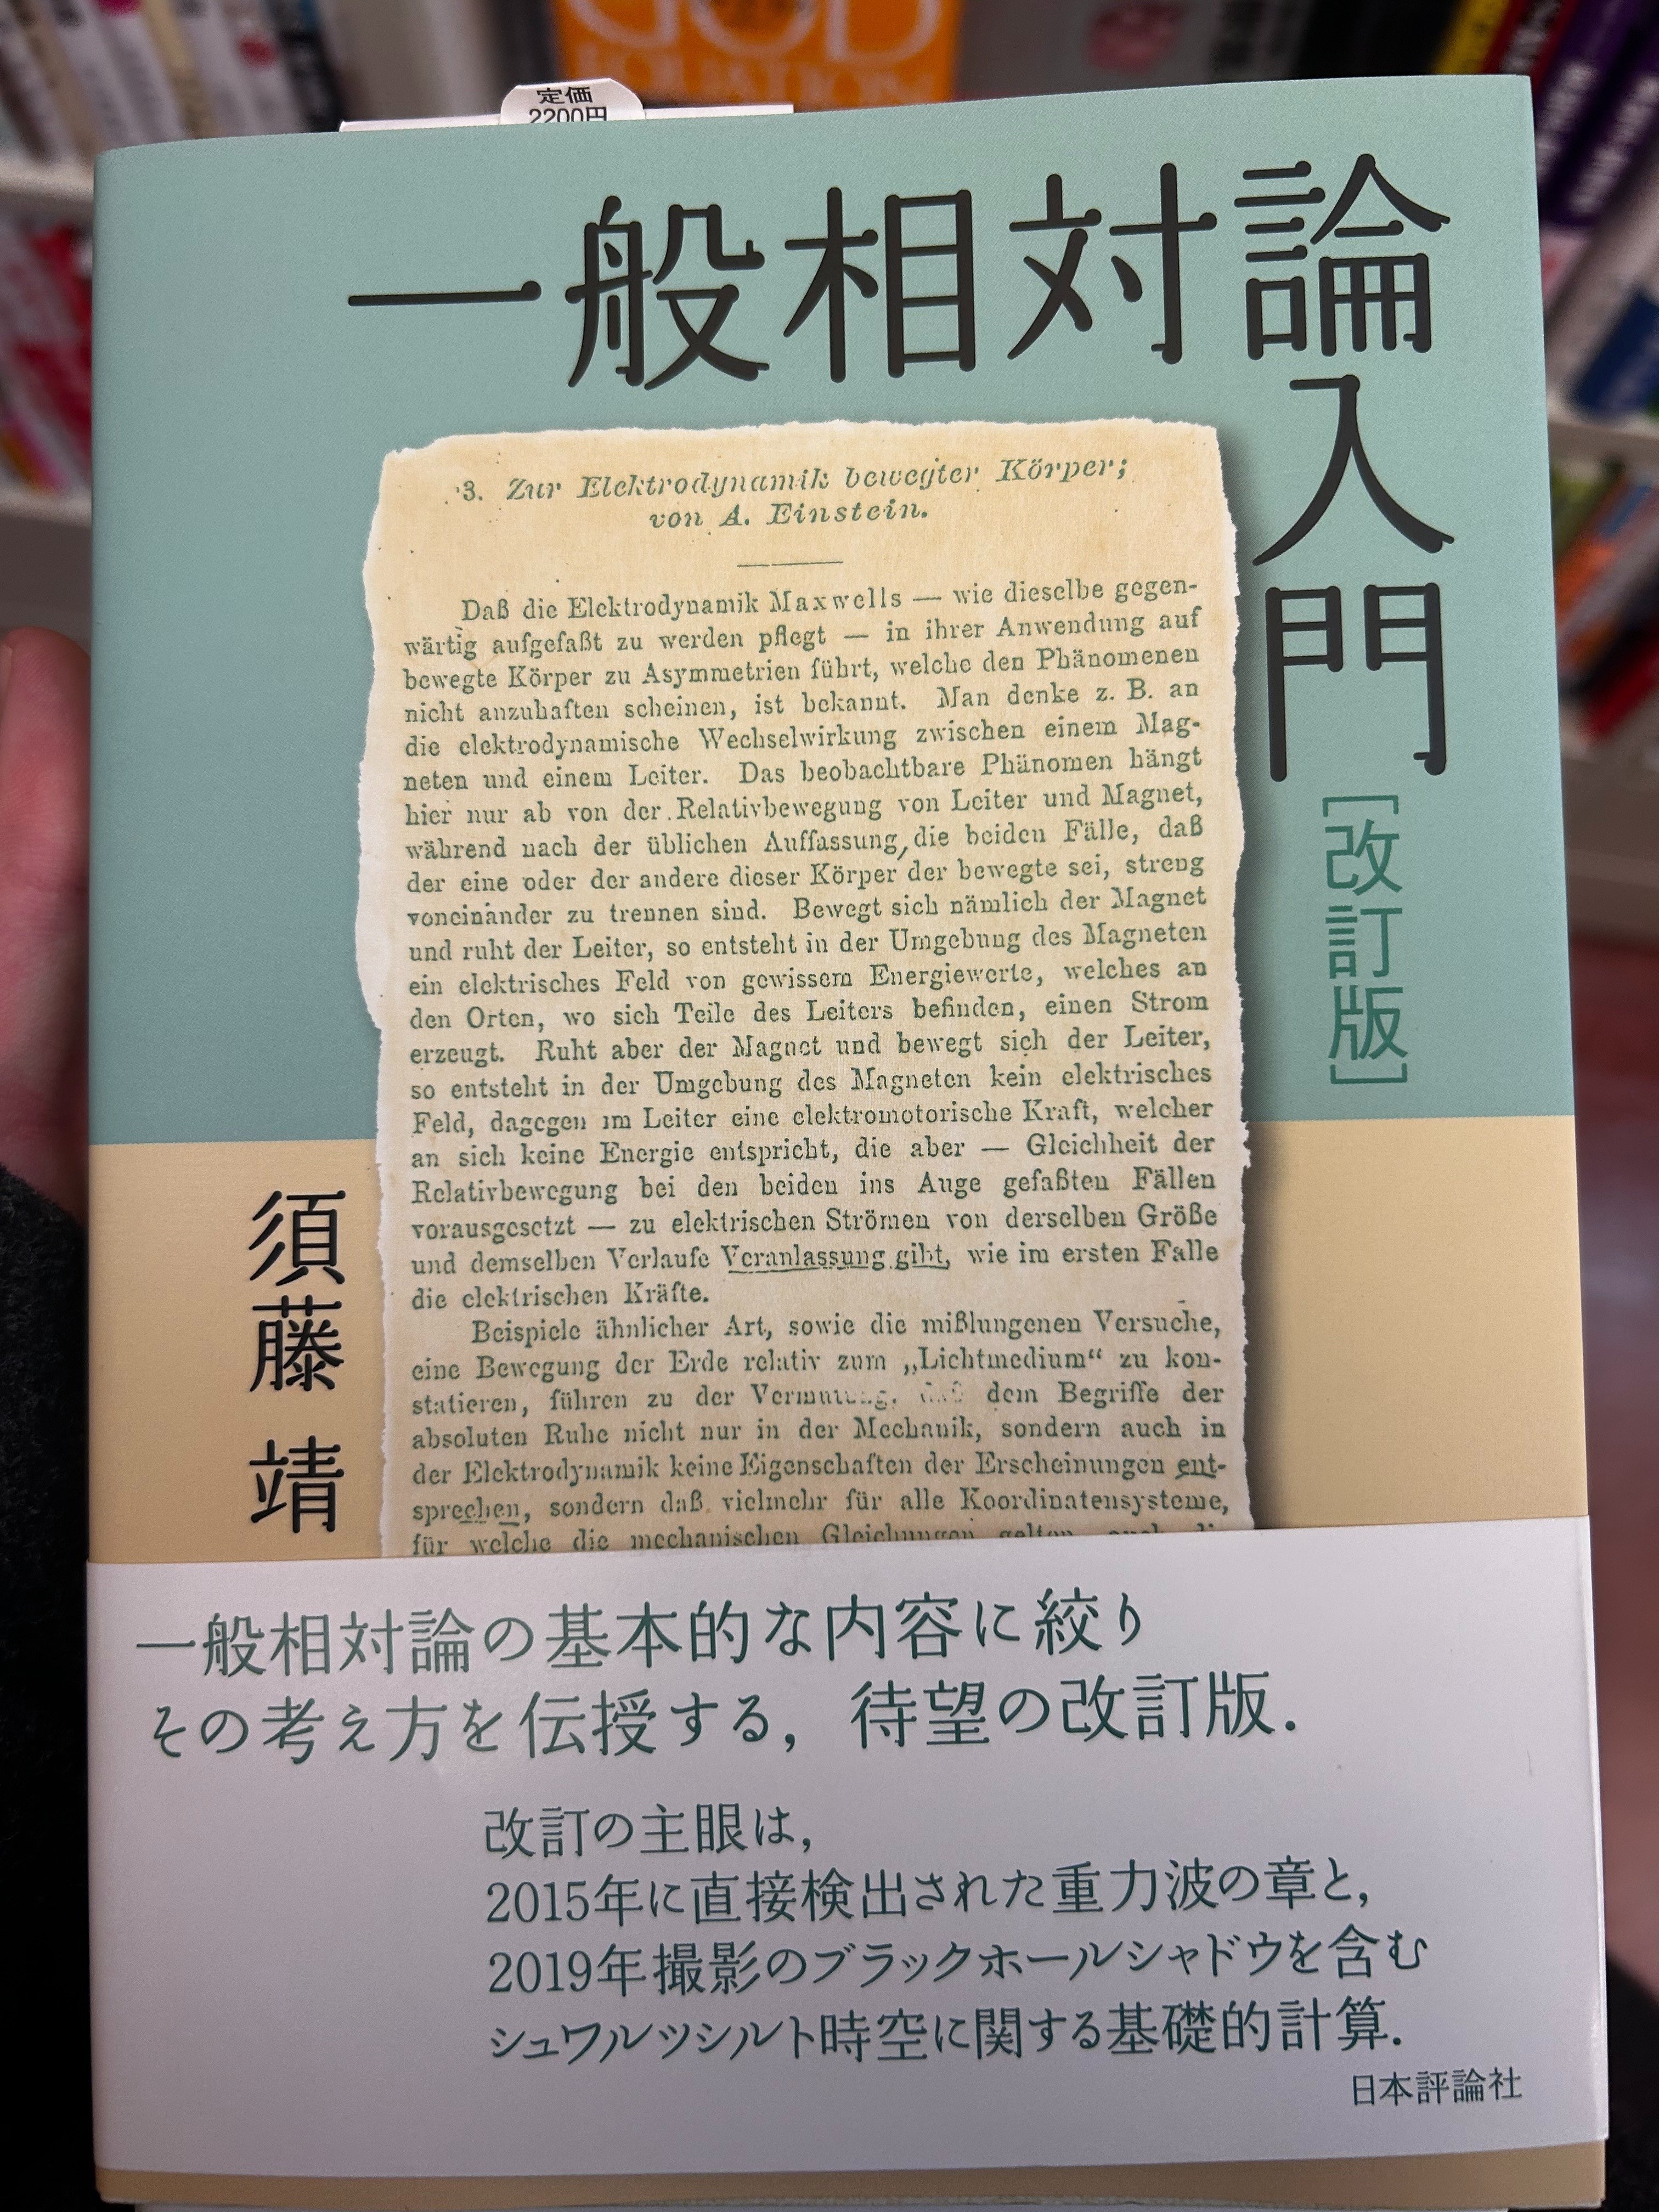 GOD
EQUATION
定価
2200円
一般相対論
入門
[改訂版]
3. Zur Elektrodynamik bewegter Körper;
von A. Einstein.
Daß die Elektrodynamik Maxwells — wie dieselbe gegen-
wärtig aufgefaßt zu werden pflegt — in ihrer Anwendung auf
bewegte Körper zu Asymmetrien führt, welche den Phänomenen
nicht anzuhaften scheinen, ist bekannt. Man denke z. B. an
die elektrodynamische Wechselwirkung zwischen einem Mag-
neten und einem Leiter. Das beobachtbare Phänomen hängt
hier nur ab von der Relativbewegung von Leiter und Magnet,
während nach der üblichen Auffassung die beiden Fälle, daß
der eine oder der andere dieser Körper der bewegte sei, streng
voneinander zu trennen sind. Bewegt sich nämlich der Magnet
und ruht der Leiter, so entsteht in der Umgebung des Magneten
ein elektrisches Feld von gewissem Energiewerte, welches an
den Orten, wo sich Teile des Leiters befinden, einen Strom
erzeugt. Ruht aber der Magnet und bewegt sich der Leiter,
so entsteht in der Umgebung des Magneten kein elektrisches
Feld, dagegen im Leiter eine elektromotorische Kraft, welcher
an sich keine Energie entspricht, die aber — Gleichheit der
Relativbewegung bei den beiden ins Auge gefaßten Fällen
vorausgesetzt — zu elektrischen Strömen von derselben Größe
und demselben Verlaufe Veranlassung gibt, wie im ersten Falle
die elektrischen Kräfte.
Beispiele ähnlicher Art, sowie die mißlungenen Versuche,
eine Bewegung der Erde relativ zum „Lichtmedium“ zu kon-
statieren, führen zu der Vermutung, daß dem Begriffe der
absoluten Ruhe nicht nur in der Mechanik, sondern auch in
der Elektrodynamik keine Eigenschaften der Erscheinungen ent-
sprechen, sondern daß vielmehr für alle Koordinatensysteme,
für welche die mechanischen Gleichungen gelten, auch die
須藤 靖
一般相対論の基本的な内容に絞り
その考え方を伝授する，待望の改訂版．
改訂の主眼は，
2015年に直接検出された重力波の章と，
2019年撮影のブラックホールシャドウを含む
シュワルツシルト時空に関する基礎的計算．
日本評論社